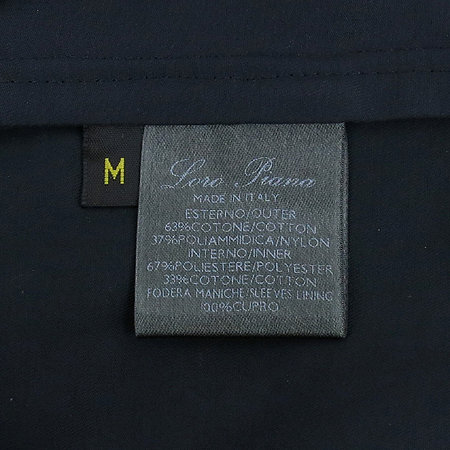 M
Loro Piana
MADE IN ITALY
ESTERNO/OUTER
63%COTONE/COTTON
37%POLIAMMIDICA/NYLON
INTERNO/INNER
67%POLIESTERE/POLYESTER
33%COTONE/COTTON
FODERA MANICHE/SLEEVES LINING
100%CUPRO